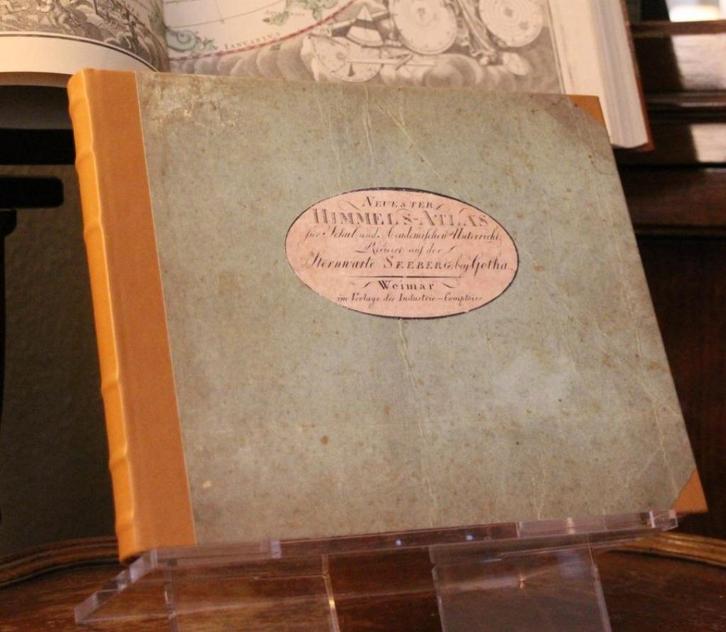 IANCERINA
NEUESTER
HIMMELS-ATLAS
für Schul und Academischen Unterricht,
Revidirt auf der
Sternwarte SEEBERG bey Gotha
Weimar
im Verlage des Industrie-Comptoirs